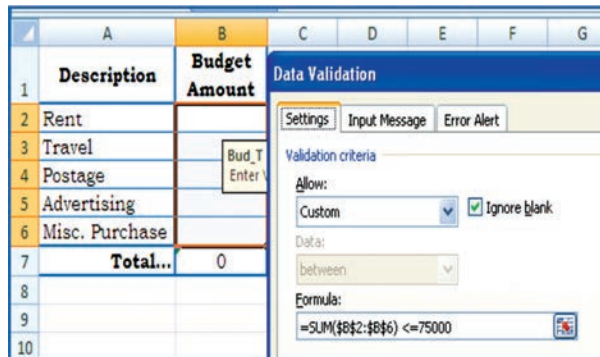 A B C D E F G
1 Description Budget Amount
2 Rent
3 Travel
4 Postage
5 Advertising
6 Misc. Purchase
7 Total... 0
8
9
10
Bud_T
Enter
Data Validation
Settings Input Message Error Alert
Validation criteria
Allow:
Custom Ignore blank
Data:
between
Formula:
=SUM($B$2:$B$6) <=75000